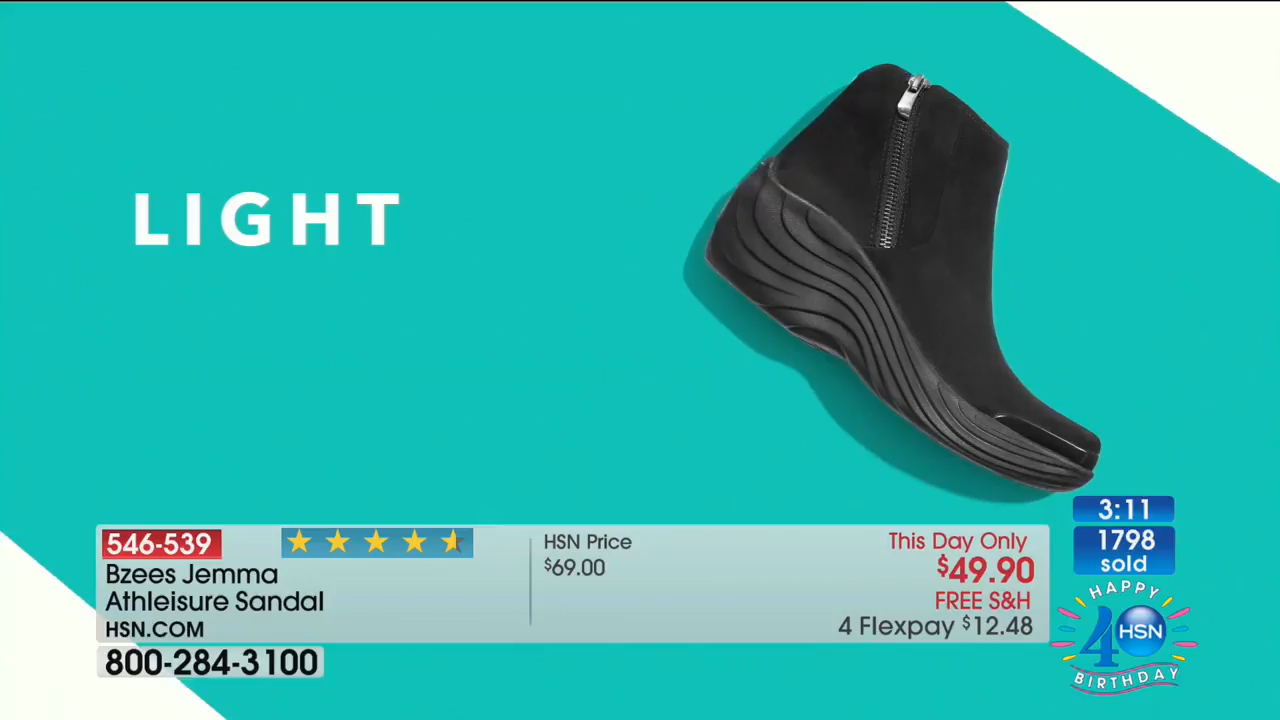 LIGHT
546-539
Bzees Jemma
Athleisure Sandal
HSN.COM
800-284-3100
HSN Price
$69.00
This Day Only
$49.90
FREE S&H
4 Flexpay $12.48
3:11
1798
sold
HAPPY
40
HSN
BIRTHDAY